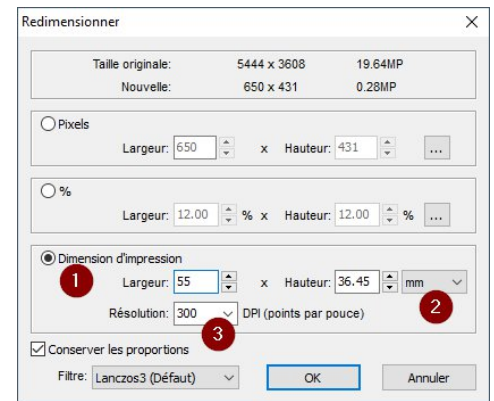 Redimensionner
Taille originale: 5444 x 3608 19.64MP
Nouvelle: 650 x 431 0.28MP
Pixels
Largeur: 650 x Hauteur: 431 ...
%
Largeur: 12.00 % x Hauteur: 12.00 % ...
Dimension d'impression
1 Largeur: 55 x Hauteur: 36.45 mm
2
Résolution: 300 DPI (points par pouce)
3
Conserver les proportions
Filtre: Lanczos3 (Défaut) OK Annuler